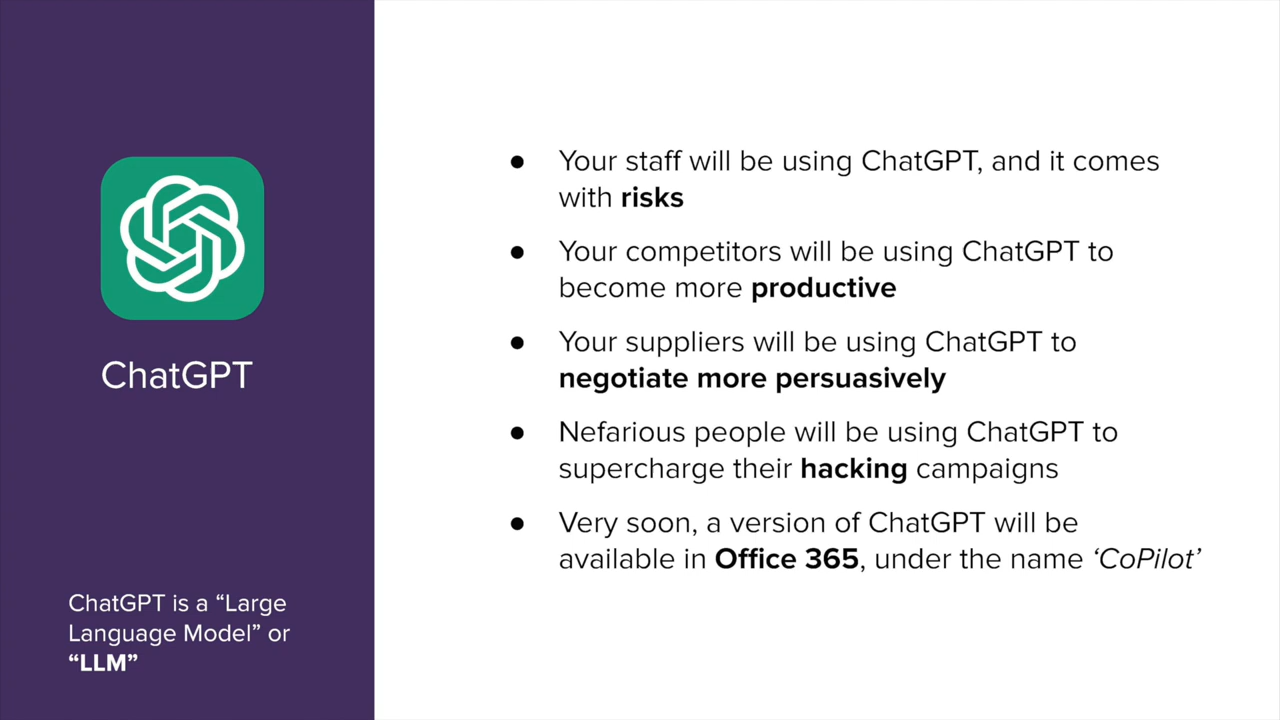 ChatGPT
ChatGPT is a “Large
Language Model” or
“LLM”
● Your staff will be using ChatGPT, and it comes
with risks
● Your competitors will be using ChatGPT to
become more productive
● Your suppliers will be using ChatGPT to
negotiate more persuasively
● Nefarious people will be using ChatGPT to
supercharge their hacking campaigns
● Very soon, a version of ChatGPT will be
available in Office 365, under the name ‘CoPilot’